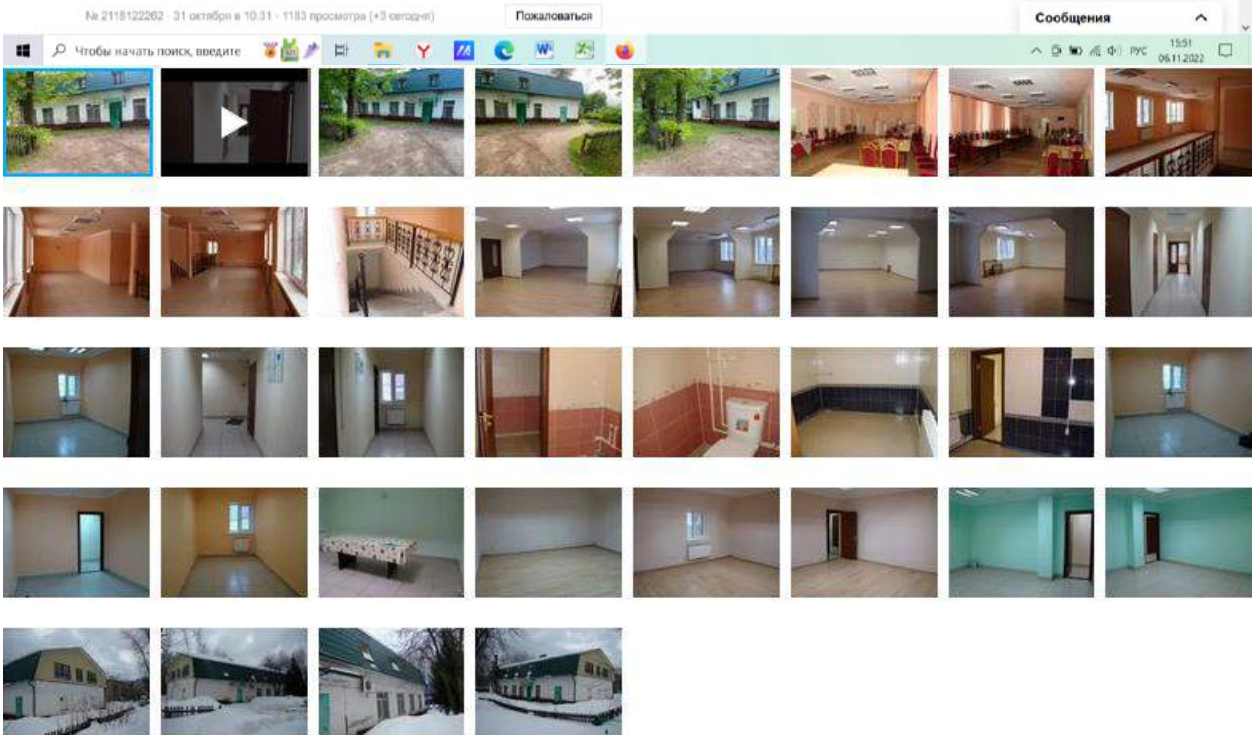 № 2118122262 · 31 октября в 10:31 · 1183 просмотра (+3 сегодня)
Пожаловаться
Сообщения
Чтобы начать поиск, введите
РУС
15:51
06.11.2022